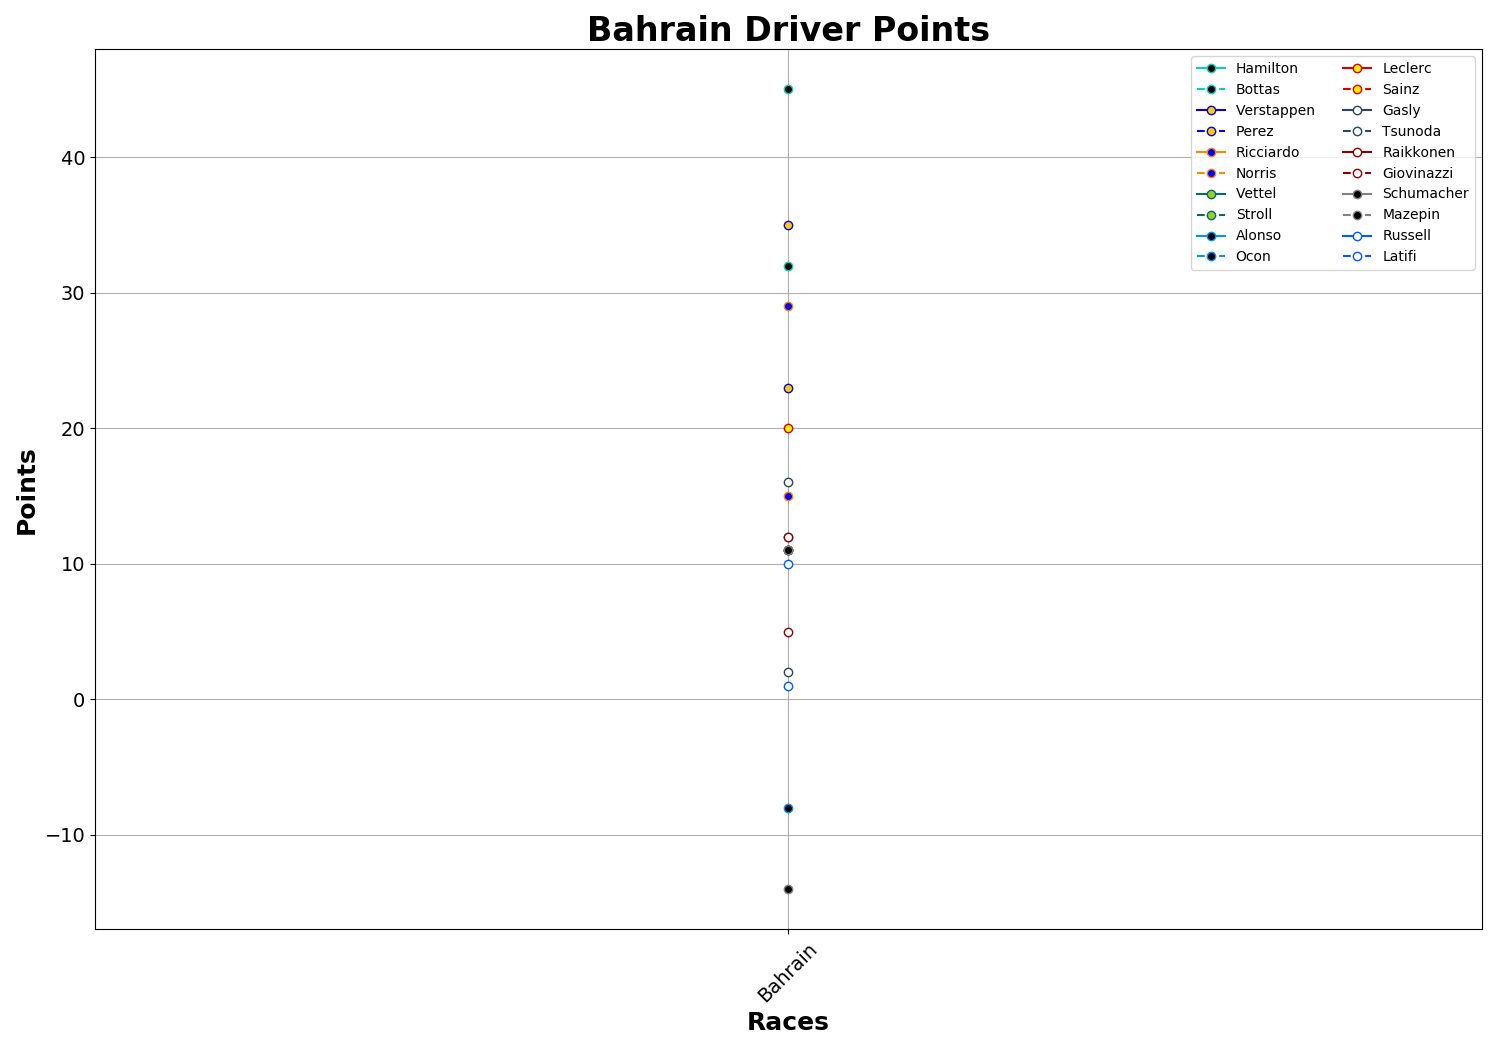 Bahrain Driver Points
Hamilton
Bottas
Verstappen
Perez
Ricciardo
Norris
Vettel
Stroll
Alonso
Ocon
Leclerc
Sainz
Gasly
Tsunoda
Raikkonen
Giovinazzi
Schumacher
Mazepin
Russell
Latifi
Points
40
30
20
10
0
−10
Bahrain
Races